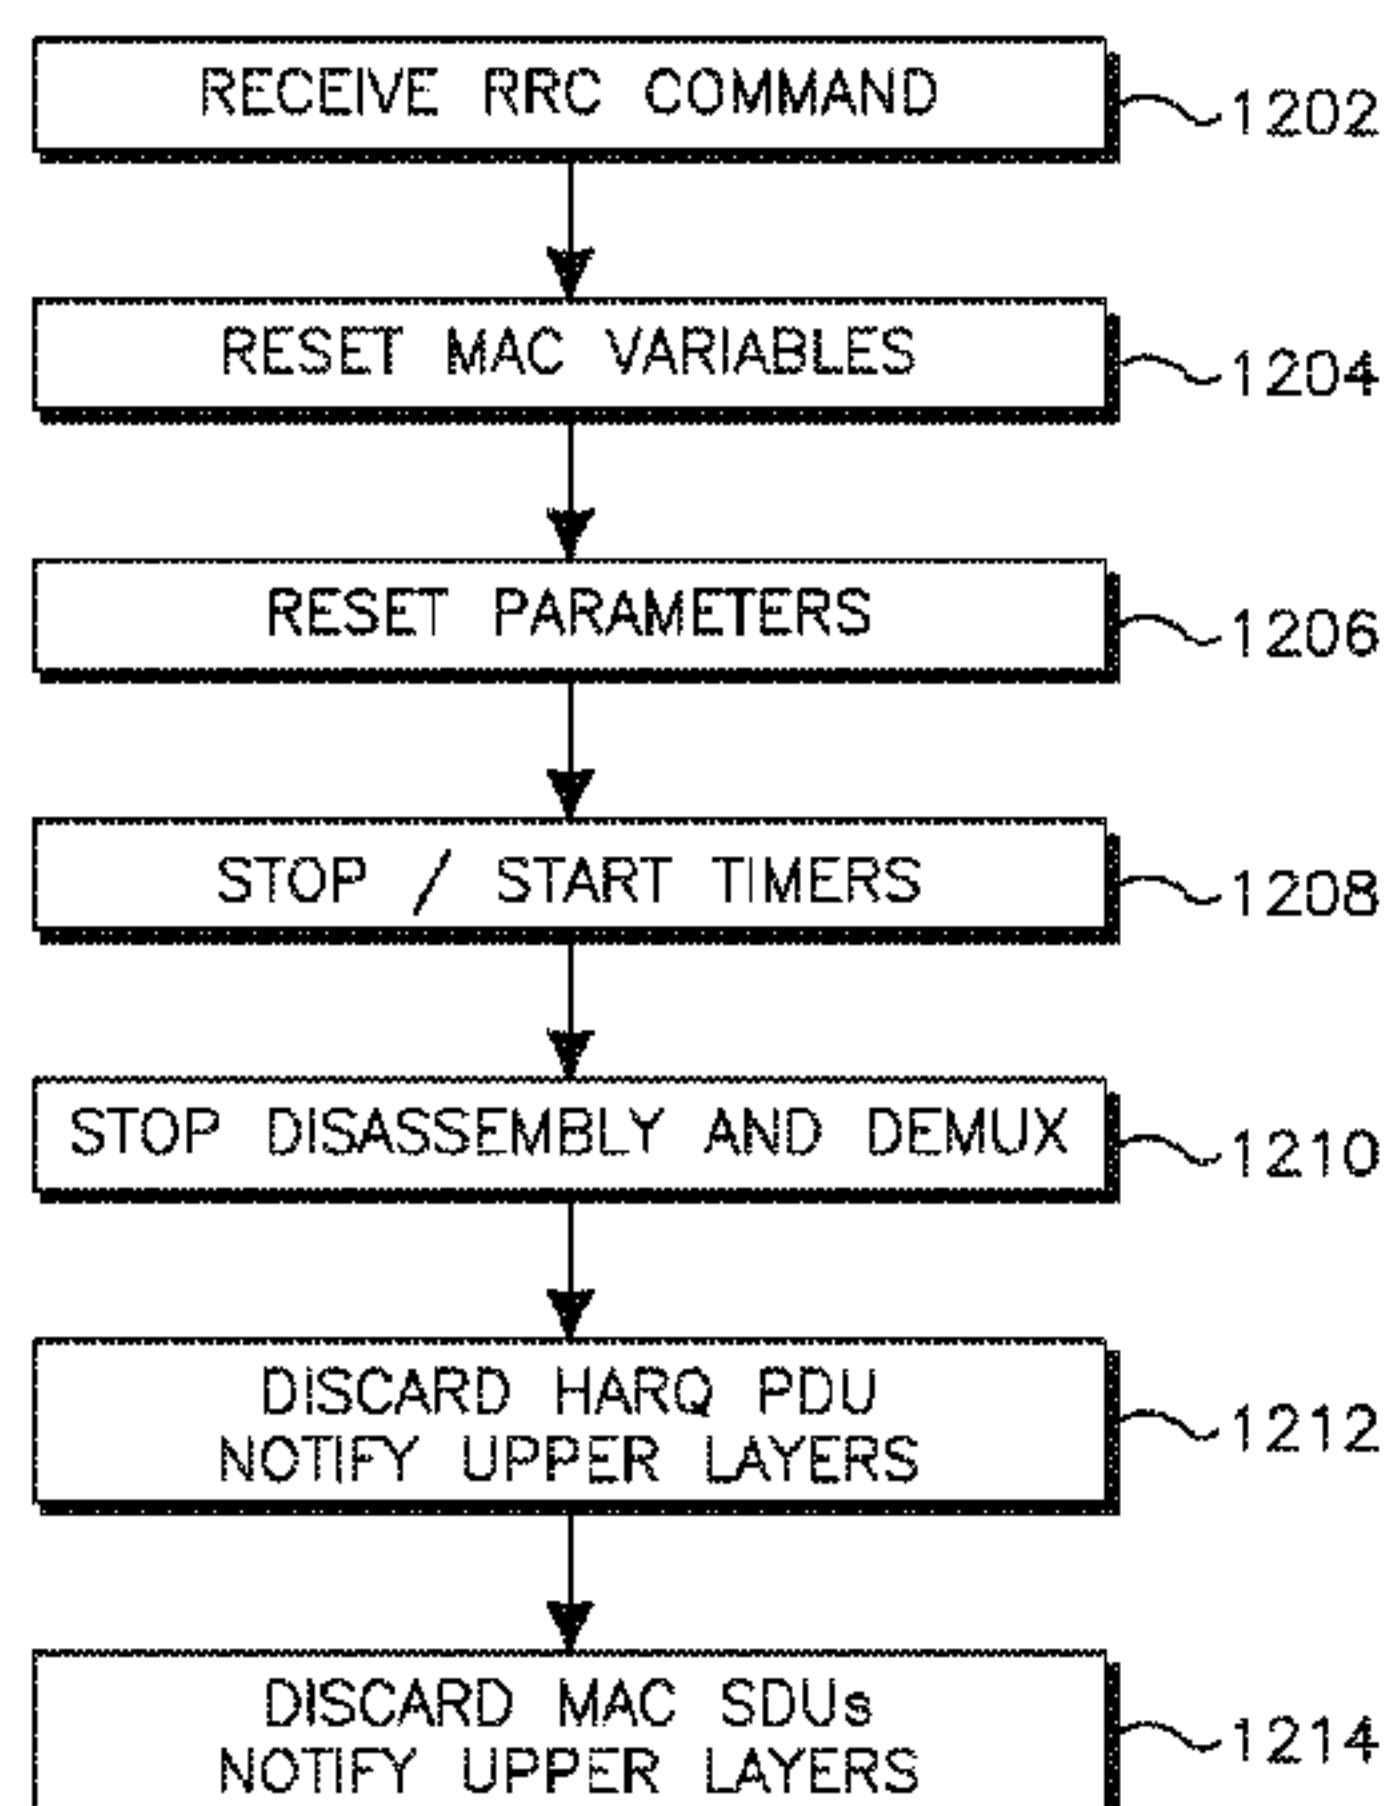 RECEIVE RRC COMMAND
1202
RESET MAC VARIABLES
1204
RESET PARAMETERS
1206
STOP / START TIMERS
1208
STOP DISASSEMBLY AND DEMUX
1210
DISCARD HARQ PDU
NOTIFY UPPER LAYERS
1212
DISCARD MAC SDUs
NOTIFY UPPER LAYERS
1214